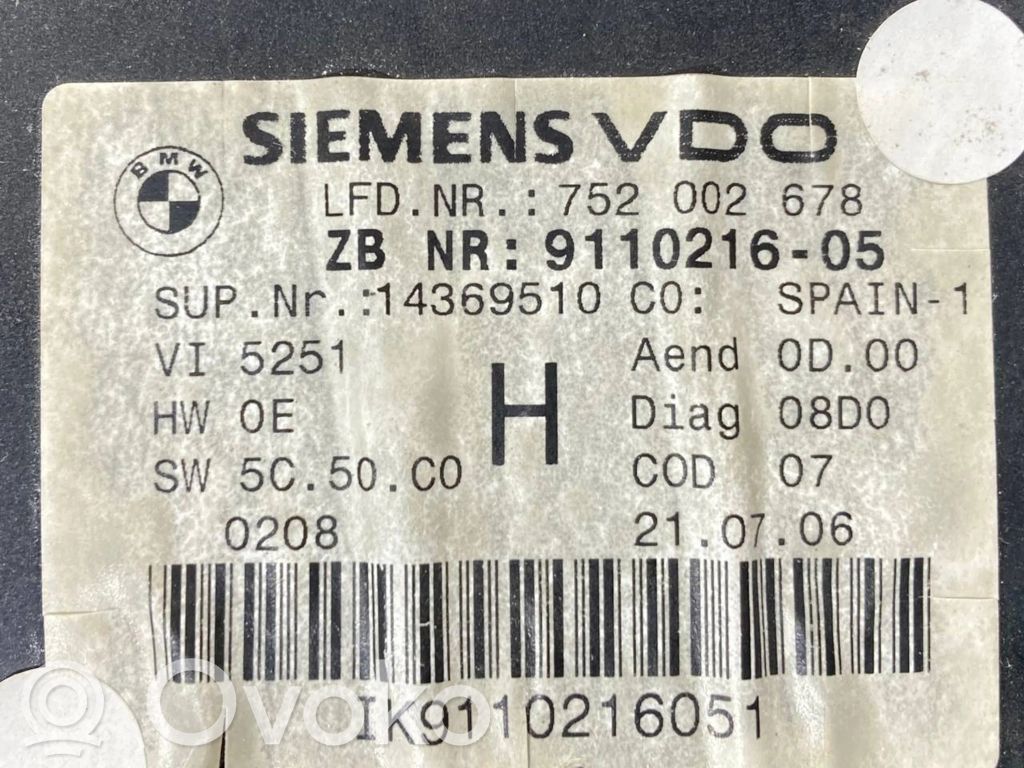 SIEMENS VDO
BMW
LFD.NR.:752 002 678
ZB NR:9110216-05
SUP.Nr.:14369510 CO: SPAIN-1
VI 5251 Aend 0D.00
HW 0E H Diag 08D0
SW 5C.50.C0 COD 07
0208 21.07.06
IK9110216051
Ovoko